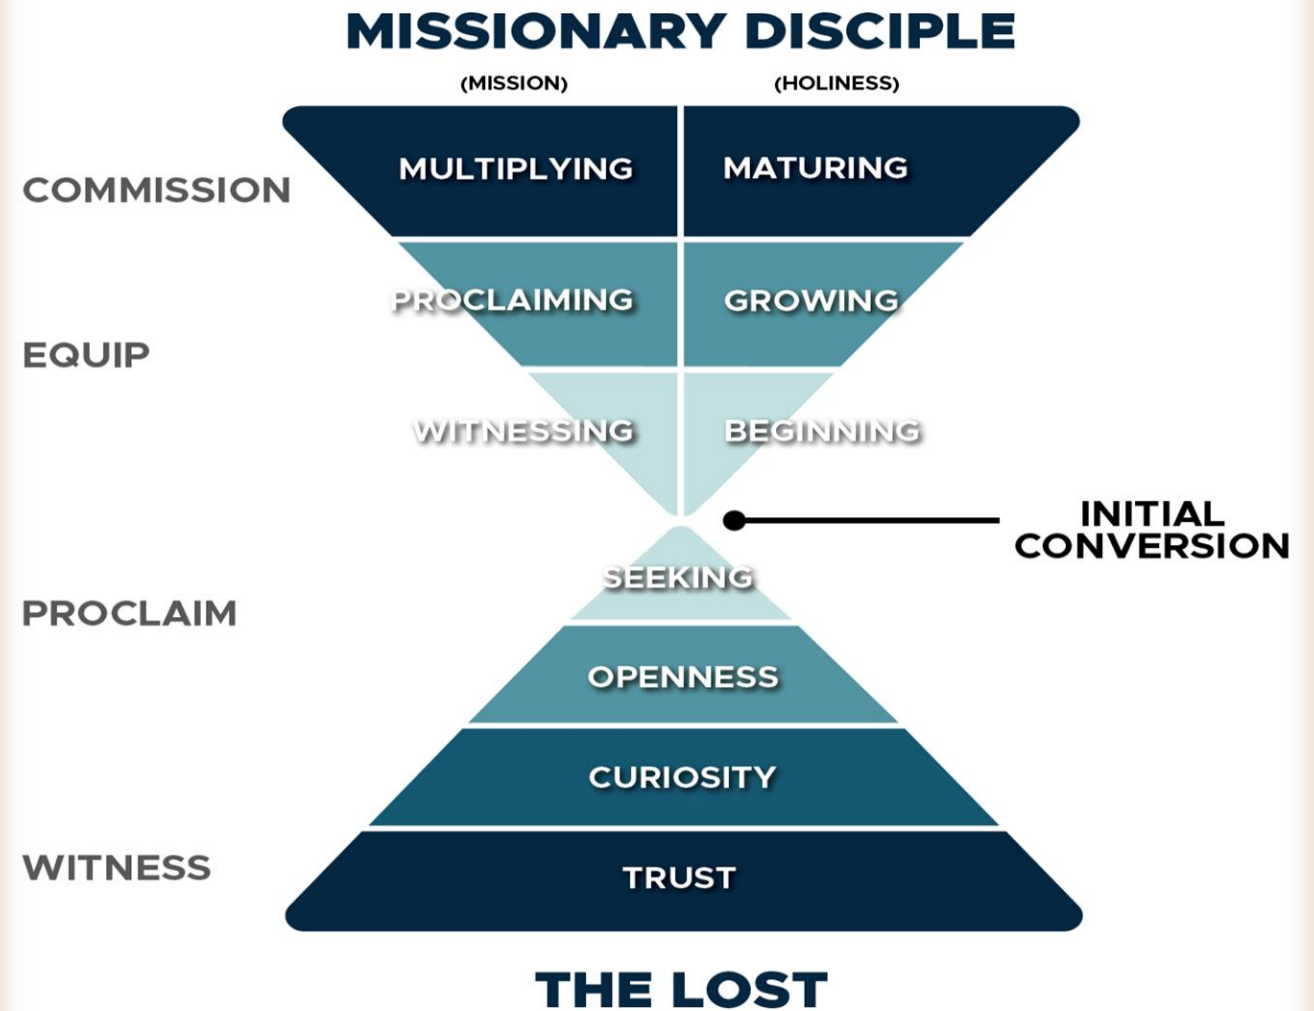 MISSIONARY DISCIPLE
(MISSION) (HOLINESS)
MULTIPLYING MATURING
COMMISSION
PROCLAIMING GROWING
EQUIP
WITNESSING BEGINNING
INITIAL
CONVERSION
SEEKING
PROCLAIM
OPENNESS
CURIOSITY
WITNESS
TRUST
THE LOST